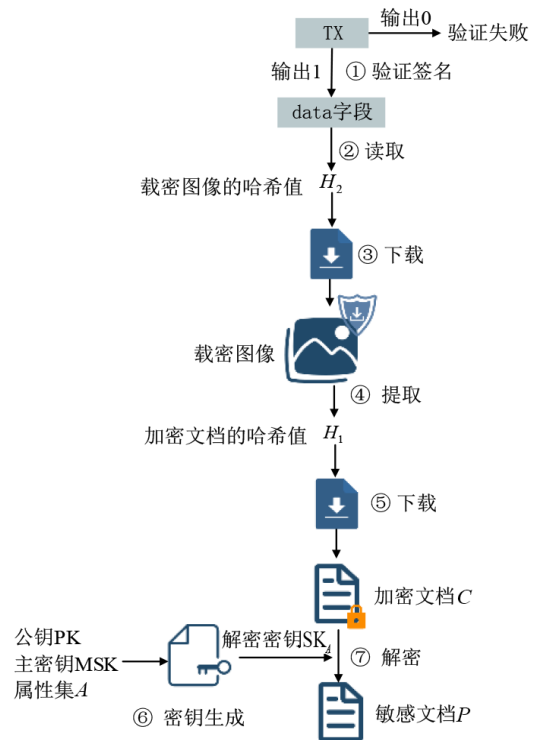 TX
输出0
验证失败
输出1
① 验证签名
data字段
② 读取
载密图像的哈希值 H₂
③ 下载
载密图像
④ 提取
加密文档的哈希值 H₁
⑤ 下载
加密文档C
公钥PK
主密钥MSK
属性集A
解密密钥SK_A
⑦ 解密
⑥ 密钥生成
敏感文档P